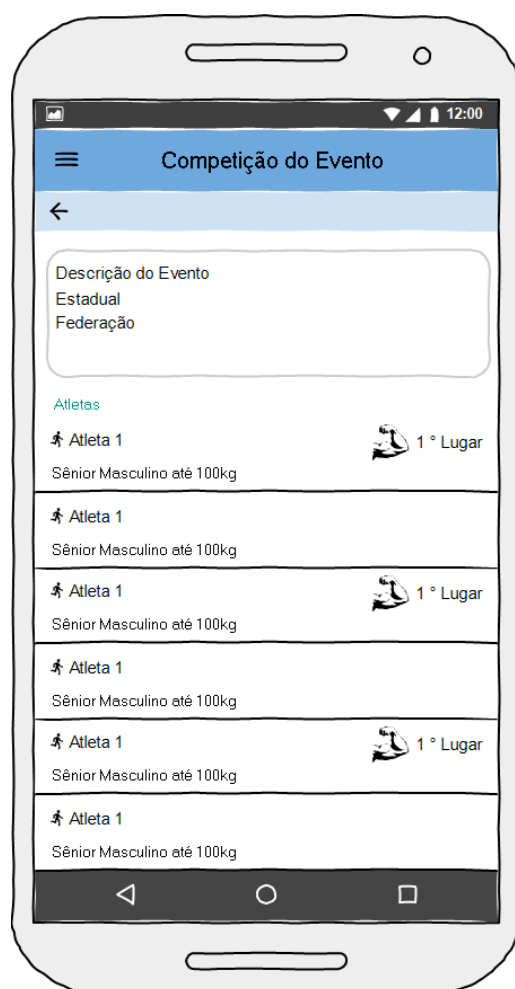 12:00
Competição do Evento
Descrição do Evento
Estadual
Federação
Atletas
Atleta 1 1 ° Lugar
Sênior Masculino até 100kg
Atleta 1
Sênior Masculino até 100kg
Atleta 1 1 ° Lugar
Sênior Masculino até 100kg
Atleta 1
Sênior Masculino até 100kg
Atleta 1 1 ° Lugar
Sênior Masculino até 100kg
Atleta 1
Sênior Masculino até 100kg